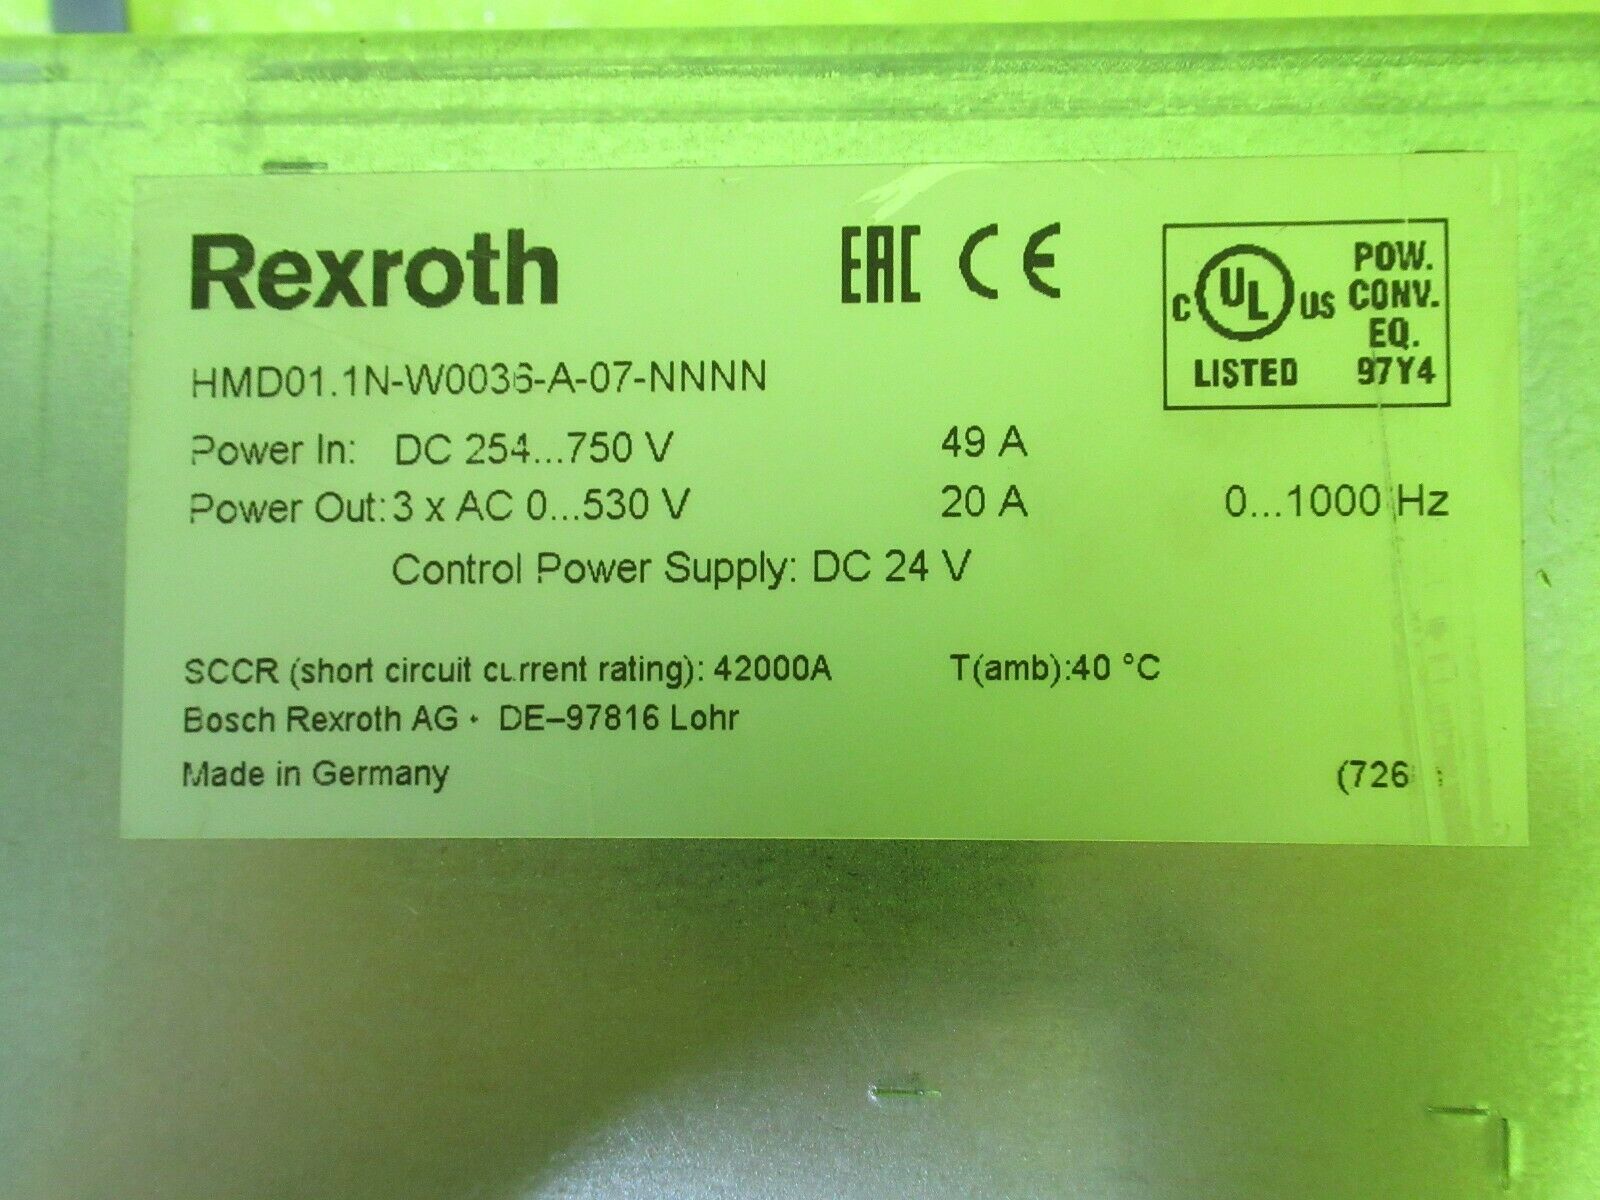 Rexroth
EAC CE
C UL US LISTED
POW.
CONV.
EQ.
97Y4
HMD01.1N-W0036-A-07-NNNN
Power In: DC 254...750 V 49 A
Power Out: 3 x AC 0...530 V 20 A 0...1000 Hz
Control Power Supply: DC 24 V
SCCR (short circuit current rating): 42000A T(amb):40 °C
Bosch Rexroth AG • DE–97816 Lohr
Made in Germany